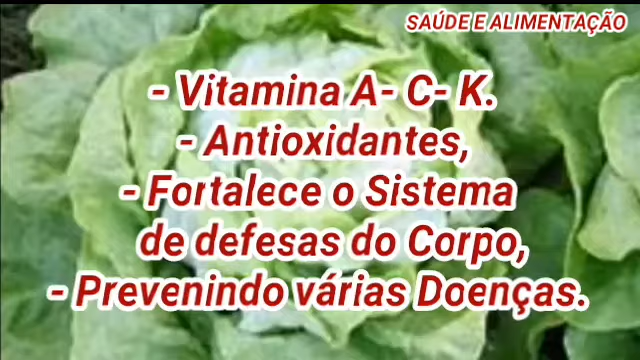 SAÚDE E ALIMENTAÇÃO
- Vitamina A- C- K.
- Antioxidantes,
- Fortalece o Sistema
de defesas do Corpo,
- Prevenindo várias Doenças.